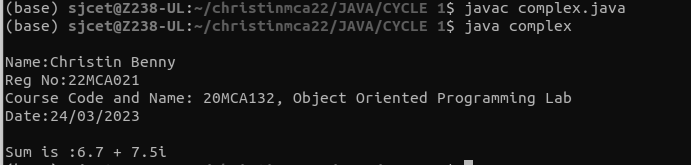 (base) sjcet@Z238-UL:~/christinmca22/JAVA/CYCLE 1$ javac complex.java
(base) sjcet@Z238-UL:~/christinmca22/JAVA/CYCLE 1$ java complex

Name:Christin Benny
Reg No:22MCA021
Course Code and Name: 20MCA132, Object Oriented Programming Lab
Date:24/03/2023

Sum is :6.7 + 7.5i